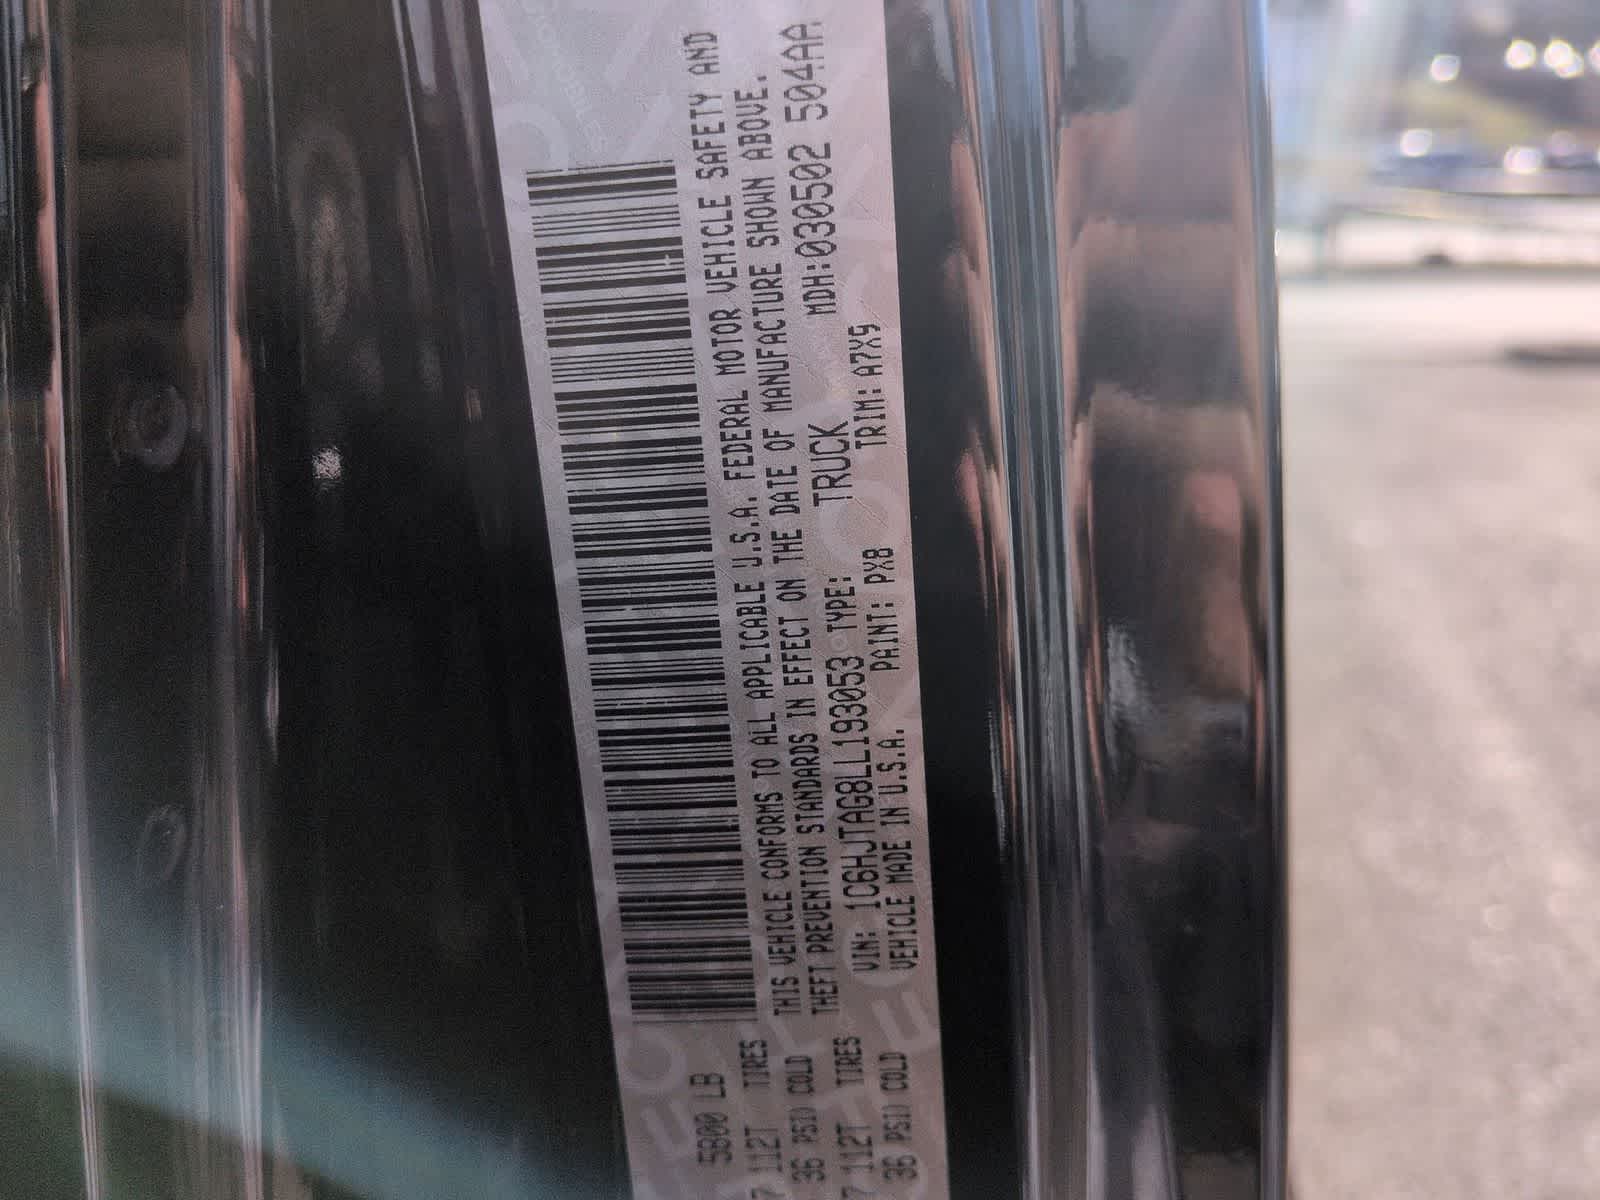 5800 LB
7 112T TIRES
36 PSI) COLD
7 112T TIRES
36 PSI) COLD
THIS VEHICLE CONFORMS TO ALL APPLICABLE U.S.A. FEDERAL MOTOR VEHICLE SAFETY AND
THEFT PREVENTION STANDARDS IN EFFECT ON THE DATE OF MANUFACTURE SHOWN ABOVE.
VIN: 1C6HJTAG8LL193053 TYPE: TRUCK MDH:030502 504AA
VEHICLE MADE IN U.S.A. PAINT: PX8 TRIM: A7X9